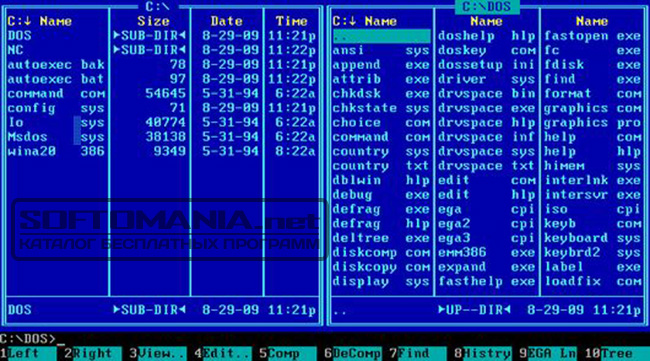 C:\ C:\DOS
C:↓ Name Size Date Time C:↓ Name Name Name
DOS ►SUB-DIR◄ 8-29-09 11:21p .. doshelp hlp fastopen exe
NC ►SUB-DIR◄ 8-29-09 11:22p ansi sys doskey com fc exe
autoexec bak 78 8-29-09 11:21p append exe dossetup ini fdisk exe
autoexec bat 97 8-29-09 11:22p attrib exe driver sys find exe
command com 54645 5-31-94 6:22a chkdsk exe drvspace bin format com
config sys 71 8-29-09 11:21p chkstate sys drvspace exe graphics com
Io sys 40774 5-31-94 6:22a choice com drvspace hlp graphics pro
Msdos sys 38138 5-31-94 6:22a command com drvspace inf help com
wina20 386 9349 5-31-94 8:22a country sys drvspace sys help hlp
country txt drvspace txt himem sys
dblwin hlp edit com interlnk exe
debug exe edit hlp intersvr exe
defrag exe ega cpi iso cpi
defrag hlp ega2 cpi keyb com
deltree exe ega3 cpi keyboard sys
diskcomp com emm386 exe keybrd2 sys
diskcopy com expand exe label exe
display sys fasthelp exe loadfix com
SOFTOMANIA.net
КАТАЛОГ БЕСПЛАТНЫХ ПРОГРАММ
DOS ►SUB-DIR◄ 8-29-09 11:21p .. ►UP--DIR◄ 8-29-09 11:21p
C:\DOS>_
1Left 2Right 3View.. 4Edit.. 5Comp 6DeComp 7Find 8Histry 9EGA Ln 10Tree